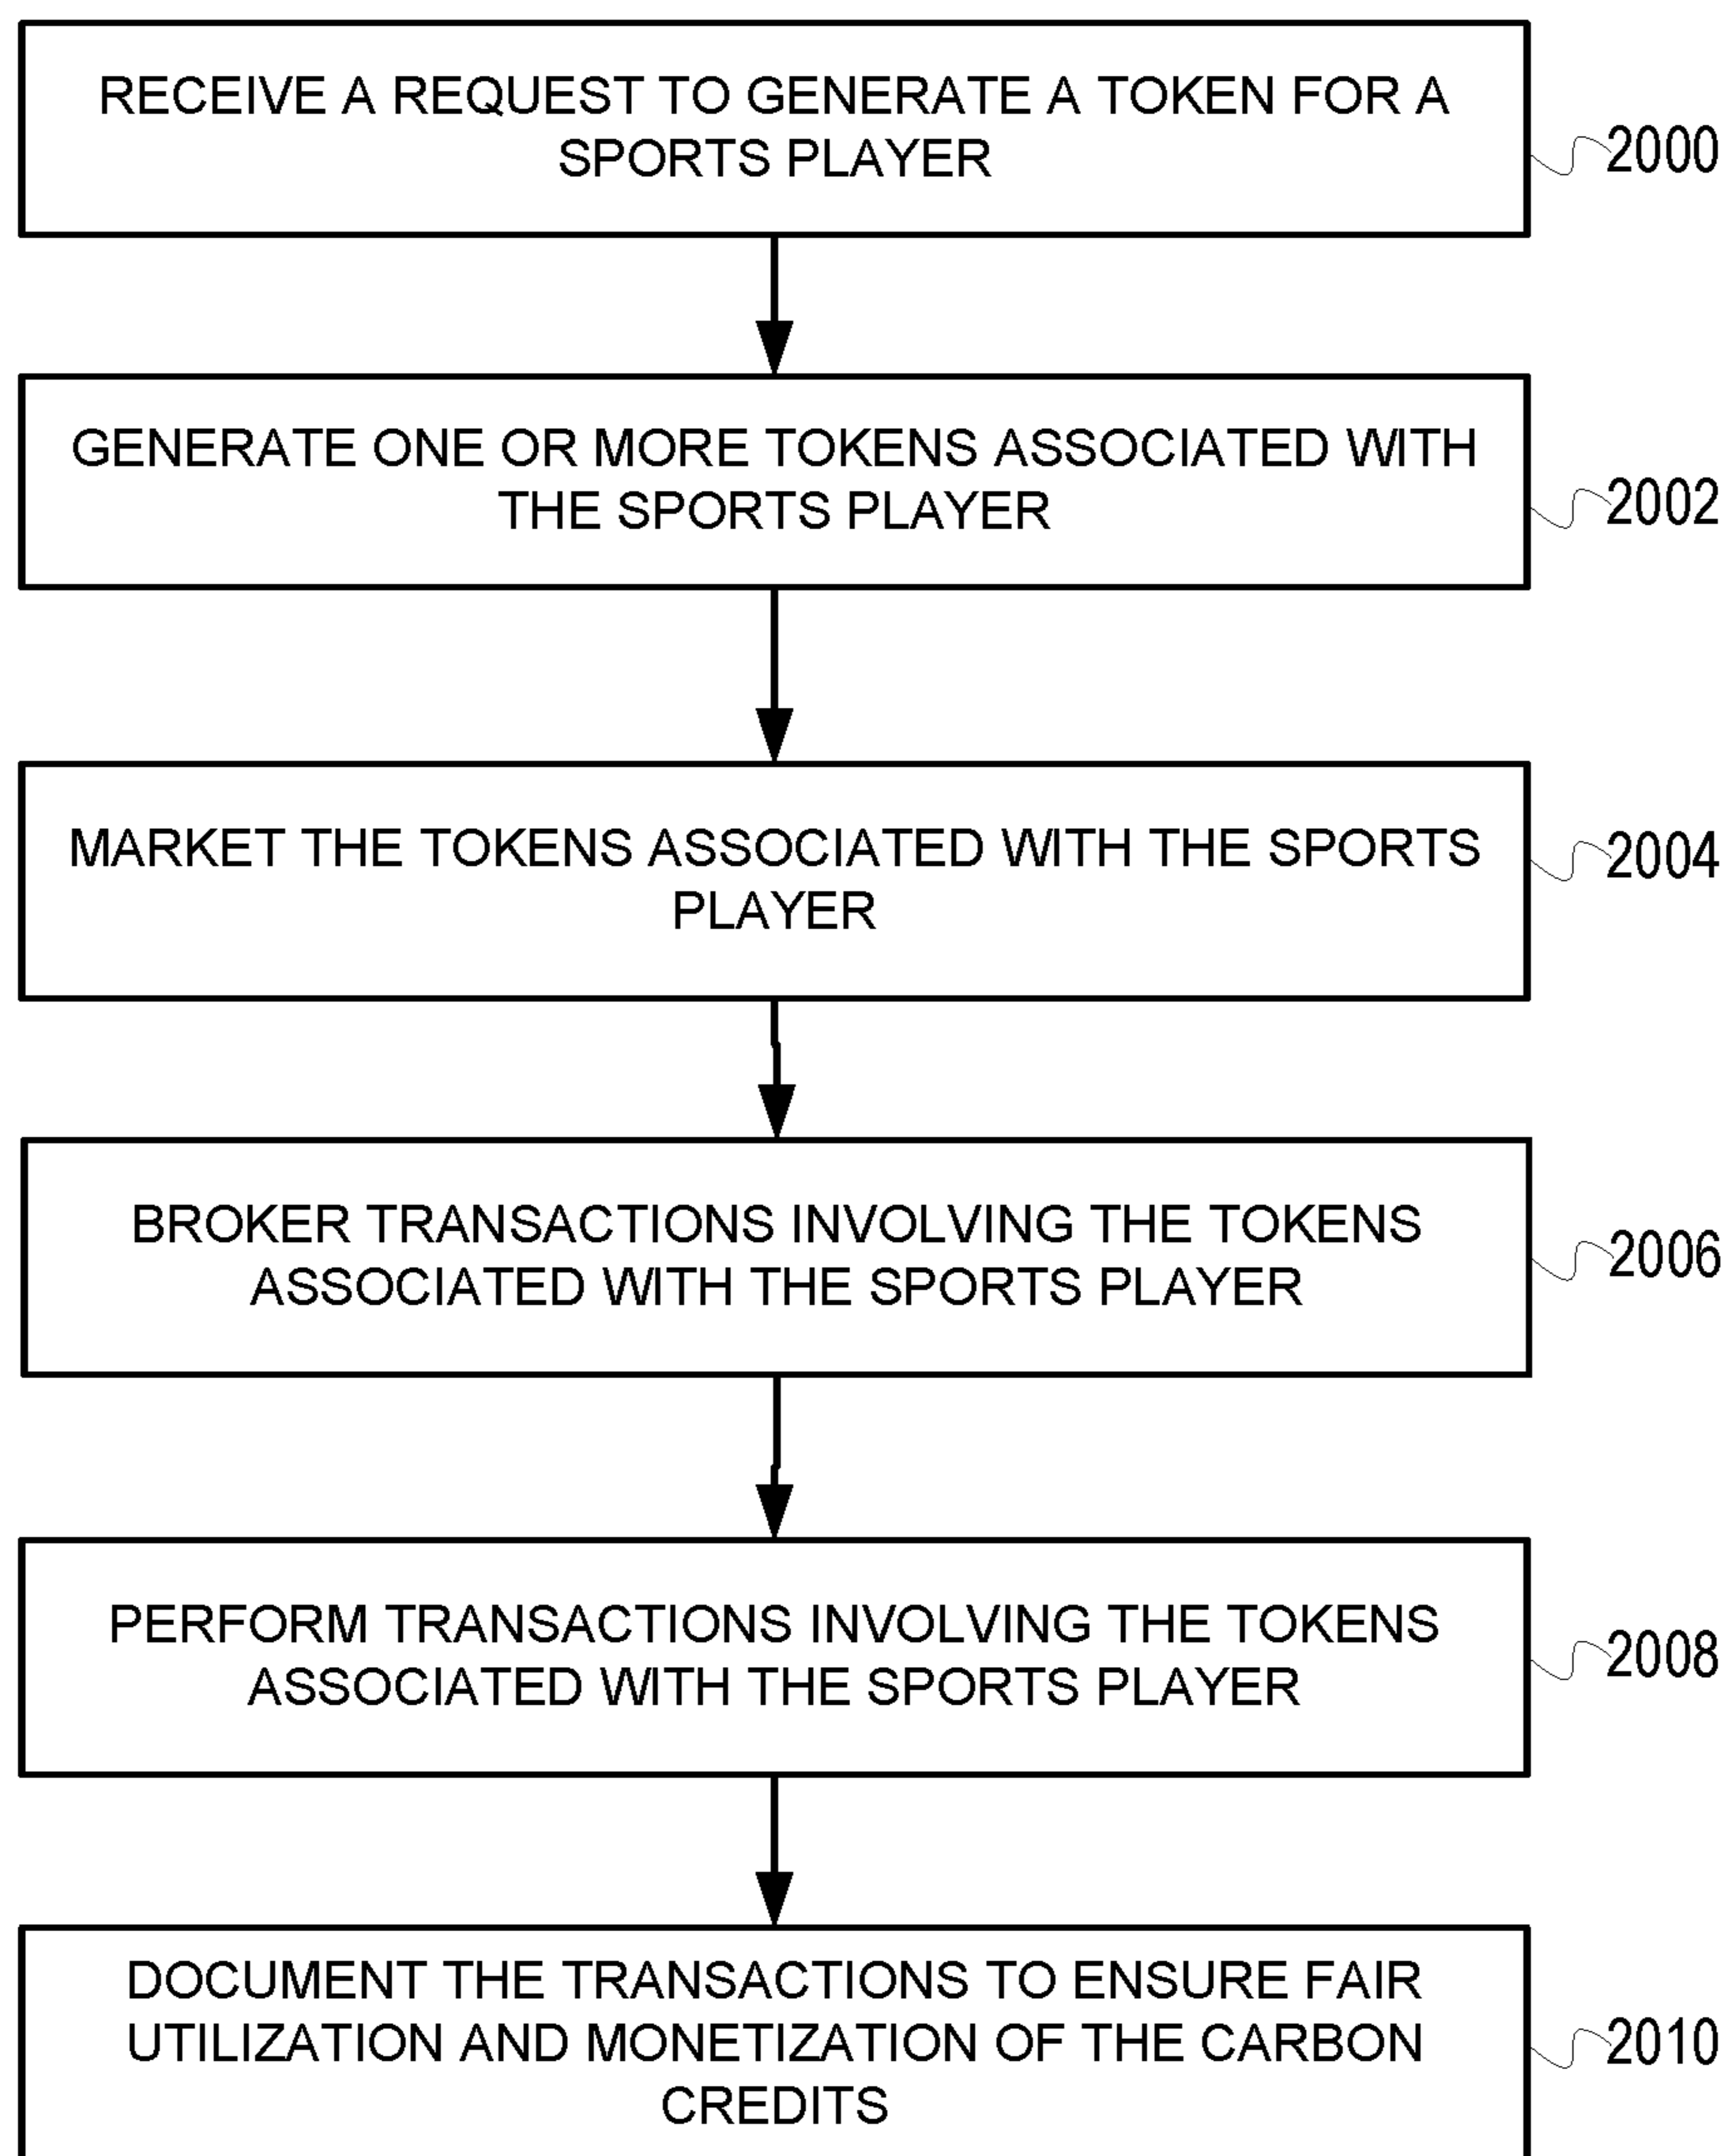 RECEIVE A REQUEST TO GENERATE A TOKEN FOR A
SPORTS PLAYER
2000
GENERATE ONE OR MORE TOKENS ASSOCIATED WITH
THE SPORTS PLAYER
2002
MARKET THE TOKENS ASSOCIATED WITH THE SPORTS
PLAYER
2004
BROKER TRANSACTIONS INVOLVING THE TOKENS
ASSOCIATED WITH THE SPORTS PLAYER
2006
PERFORM TRANSACTIONS INVOLVING THE TOKENS
ASSOCIATED WITH THE SPORTS PLAYER
2008
DOCUMENT THE TRANSACTIONS TO ENSURE FAIR
UTILIZATION AND MONETIZATION OF THE CARBON
CREDITS
2010